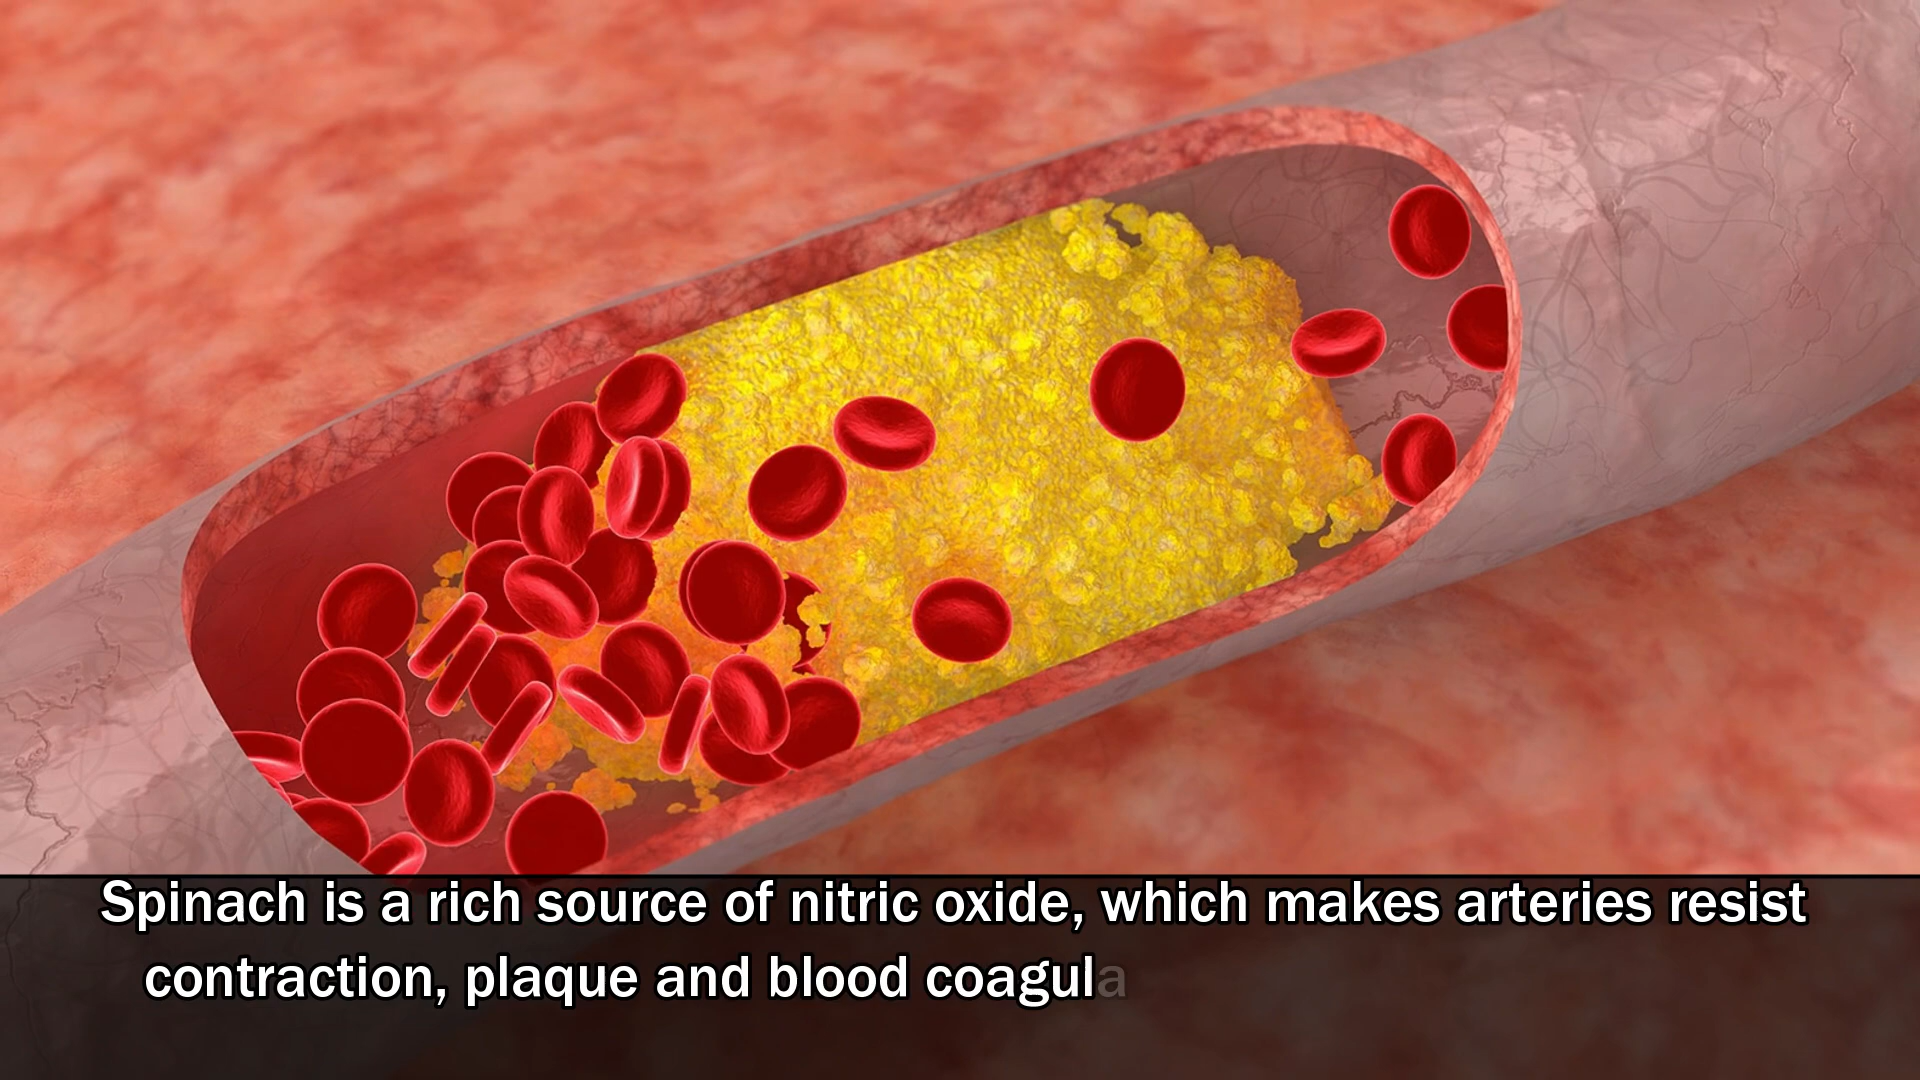 Spinach is a rich source of nitric oxide, which makes arteries resist
contraction, plaque and blood coagula